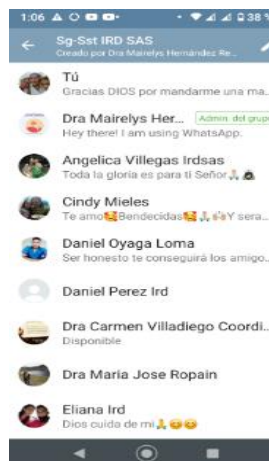 1:06 38 %
Sg-Sst IRD SAS
Creado por Dra Mairelys Hernández Re...
Tú
Gracias DIOS por mandarme una ma...
Dra Mairelys Her... Admin. del grupo
Hey there! I am using WhatsApp.
Angelica Villegas Irdsas
Toda la gloria es para ti Señor🙏
Cindy Mieles
Te amo🥰Bendecidas🥰🙏Y sera...
Daniel Oyaga Loma
Ser honesto te conseguirá los amigo...
Daniel Perez Ird
Dra Carmen Villadiego Coordi...
Disponible
Dra Maria Jose Ropain
Eliana Ird
Dios cuida de mi🙏😊😊